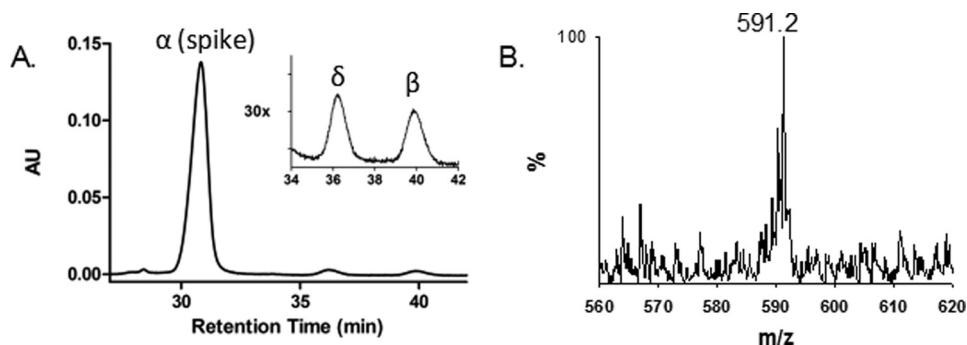 A.
AU
0.15
0.10
0.05
0.00
α (spike)
30x
δ
β
34 36 38 40 42
30 35 40
Retention Time (min)
B.
591.2
100
%
560 570 580 590 600 610 620
m/z